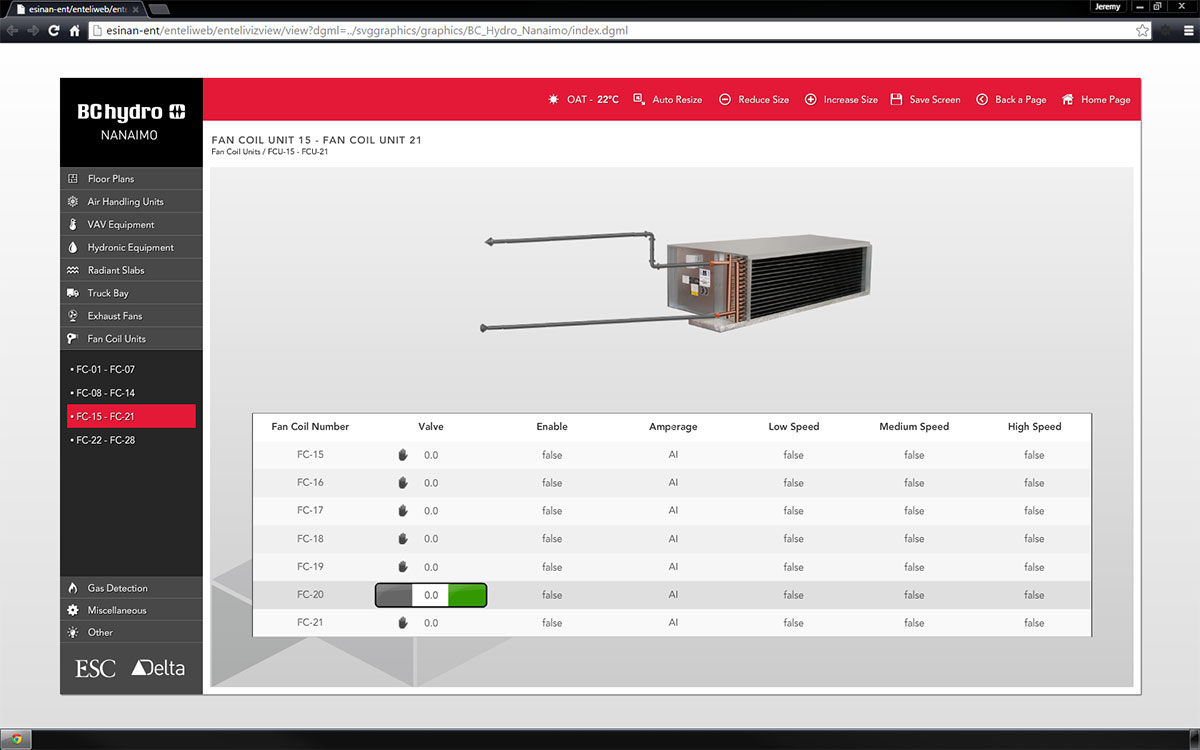 esinan-ent/enteliweb/ente
Jeremy
esinan-ent/enteliweb/entelivizview/view?dgml=../svggraphics/graphics/BC_Hydro_Nanaimo/index.dgml
BC hydro
NANAIMO
OAT - 22°C Auto Resize Reduce Size Increase Size Save Screen Back a Page Home Page
FAN COIL UNIT 15 - FAN COIL UNIT 21
Fan Coil Units / FCU-15 - FCU-21
Floor Plans
Air Handling Units
VAV Equipment
Hydronic Equipment
Radiant Slabs
Truck Bay
Exhaust Fans
Fan Coil Units
• FC-01 - FC-07
• FC-08 - FC-14
• FC-15 - FC-21
• FC-22 - FC-28
Gas Detection
Miscellaneous
Other
ESC Delta
Fan Coil Number Valve Enable Amperage Low Speed Medium Speed High Speed
FC-15 0.0 false AI false false false
FC-16 0.0 false AI false false false
FC-17 0.0 false AI false false false
FC-18 0.0 false AI false false false
FC-19 0.0 false AI false false false
FC-20 0.0 false AI false false false
FC-21 0.0 false AI false false false